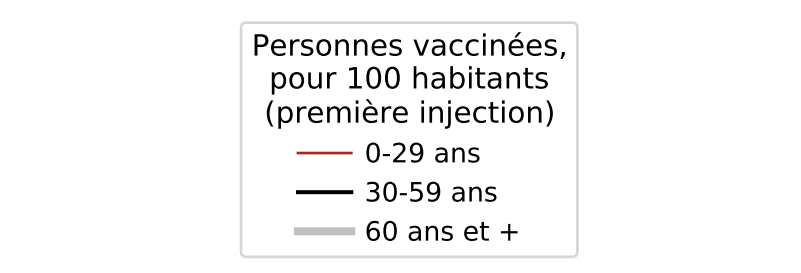 Personnes vaccinées,
pour 100 habitants
(première injection)
0-29 ans
30-59 ans
60 ans et +